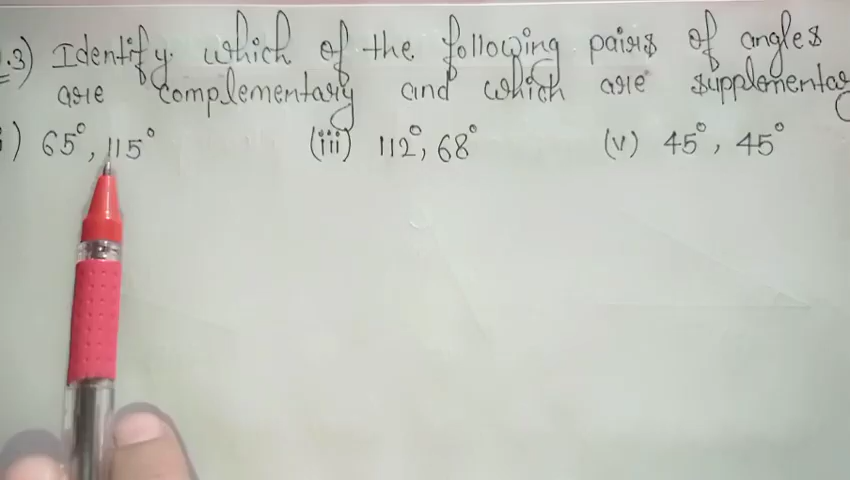 .3) Identify which of the following pairs of angles
are complementary and which are supplementar
i) 65°, 115° (iii) 112°, 68° (v) 45°, 45°